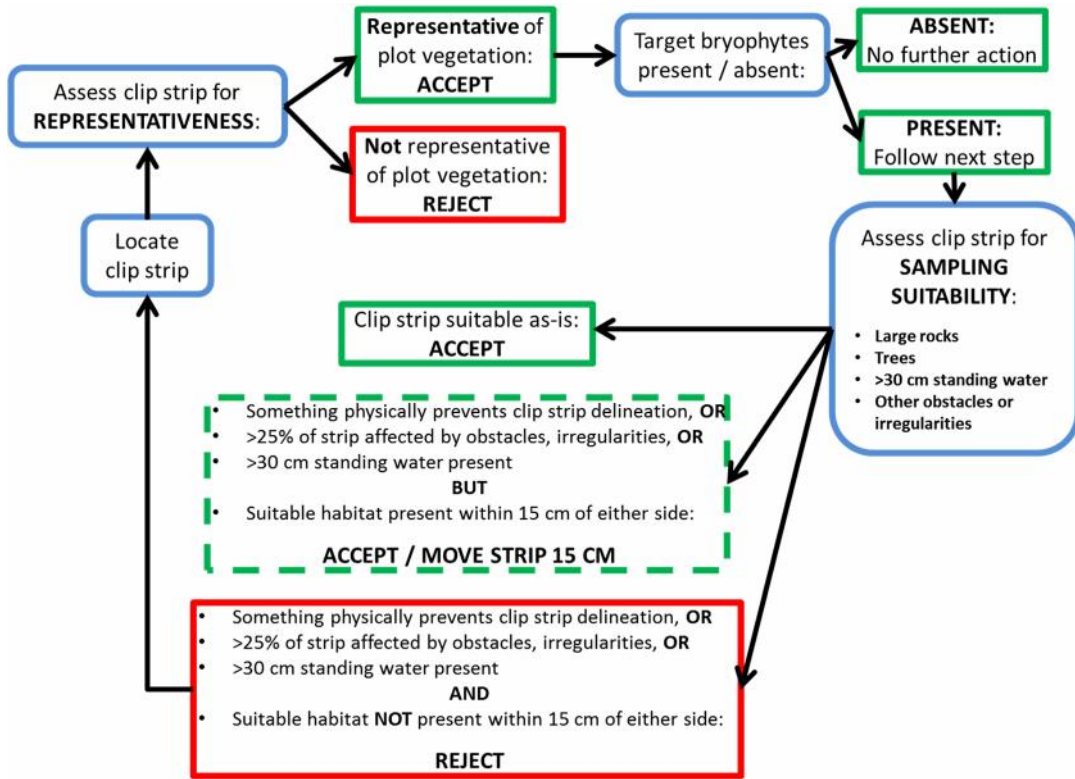 Assess clip strip for
REPRESENTATIVENESS:
Representative of
plot vegetation:
ACCEPT
Not representative
of plot vegetation:
REJECT
Target bryophytes
present / absent:
ABSENT:
No further action
PRESENT:
Follow next step
Locate
clip strip
Assess clip strip for
SAMPLING
SUITABILITY:
• Large rocks
• Trees
• >30 cm standing water
• Other obstacles or
irregularities
Clip strip suitable as-is:
ACCEPT
• Something physically prevents clip strip delineation, OR
• >25% of strip affected by obstacles, irregularities, OR
• >30 cm standing water present
BUT
• Suitable habitat present within 15 cm of either side:
ACCEPT / MOVE STRIP 15 CM
• Something physically prevents clip strip delineation, OR
• >25% of strip affected by obstacles, irregularities, OR
• >30 cm standing water present
AND
• Suitable habitat NOT present within 15 cm of either side:
REJECT